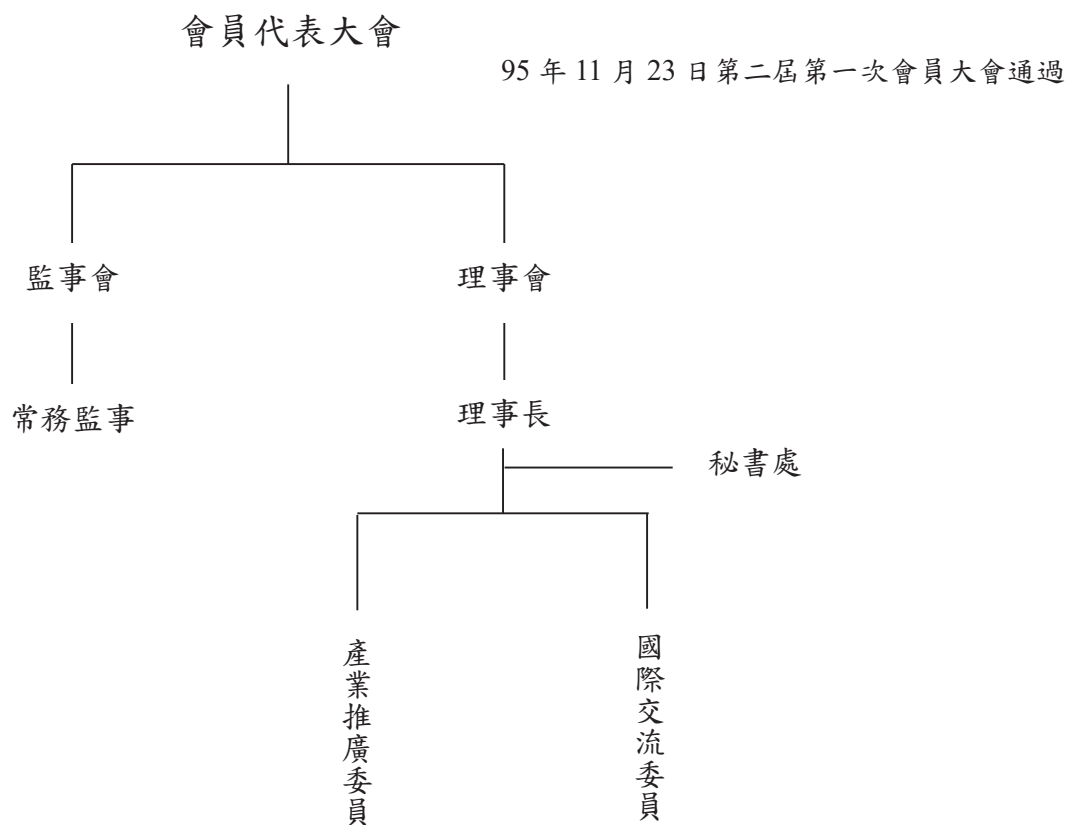 會員代表大會
95 年 11 月 23 日第二屆第一次會員大會通過
監事會
理事會
常務監事
理事長
秘書處
產業推廣委員
國際交流委員